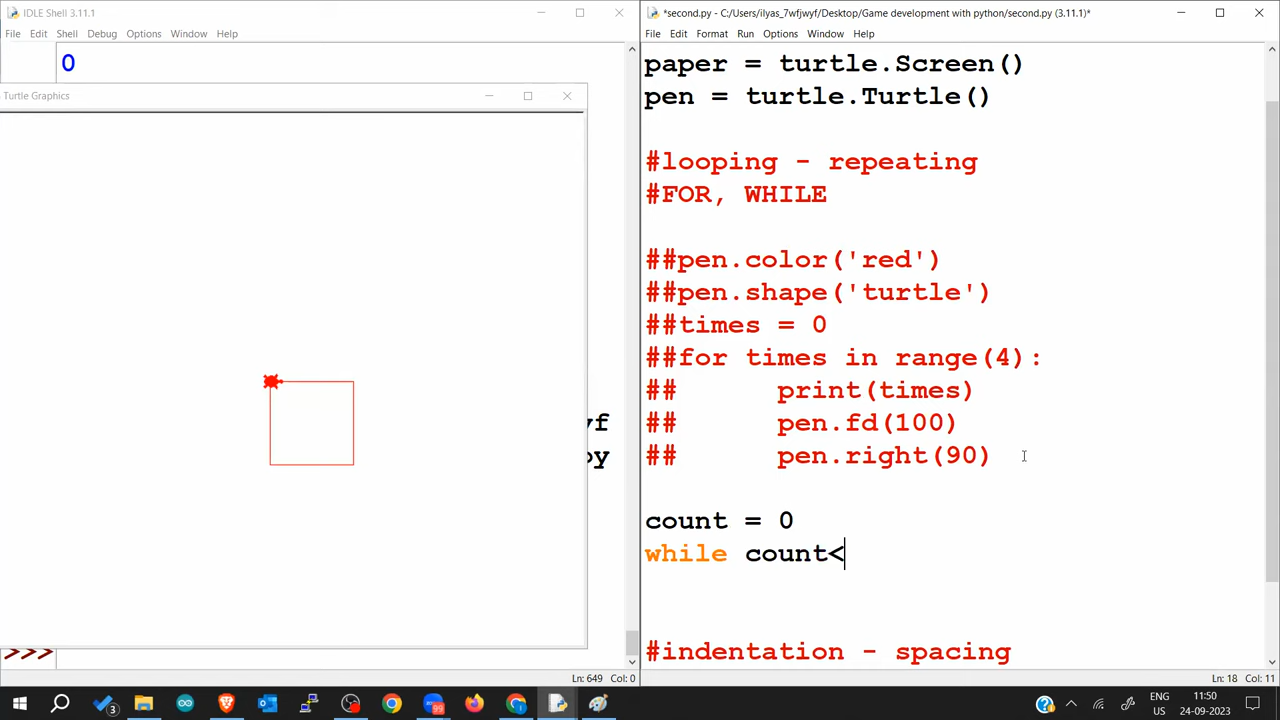 IDLE Shell 3.11.1
File Edit Shell Debug Options Window Help
0
Turtle Graphics
>>>
Ln: 649 Col: 0
*second.py - C:/Users/ilyas_7wfjwyf/Desktop/Game development with python/second.py (3.11.1)*
File Edit Format Run Options Window Help
paper = turtle.Screen()
pen = turtle.Turtle()
#looping - repeating
#FOR, WHILE
##pen.color('red')
##pen.shape('turtle')
##times = 0
##for times in range(4):
##      print(times)
##      pen.fd(100)
##      pen.right(90)
count = 0
while count<
#indentation - spacing
Ln: 18 Col: 11
3
99
ENG
US
11:50
24-09-2023